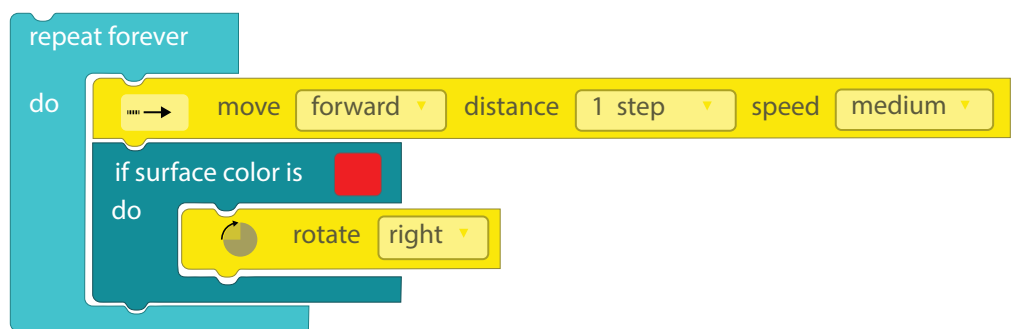 repeat forever
do move forward distance 1 step speed medium
if surface color is
do
rotate right